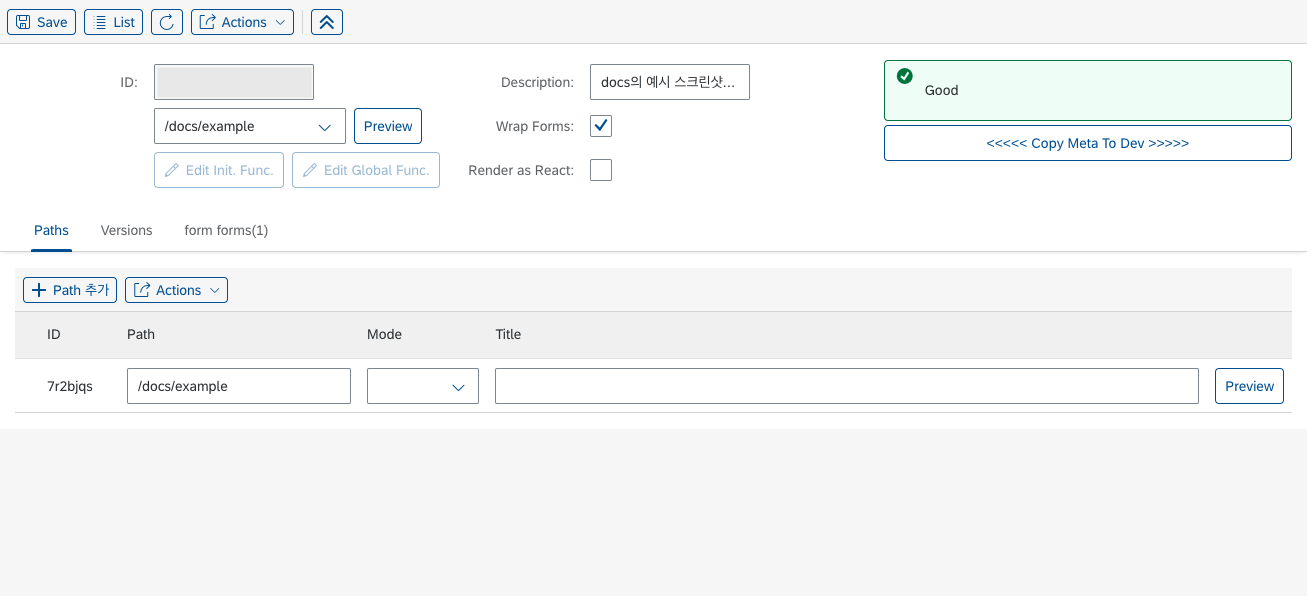 Save List Actions
ID:
Description: docs의 예시 스크린샷...
Good
/docs/example Preview
Wrap Forms:
<<<<< Copy Meta To Dev >>>>>
Edit Init. Func. Edit Global Func.
Render as React:
Paths Versions form forms(1)
Path 추가 Actions
ID Path Mode Title
7r2bjqs /docs/example Preview